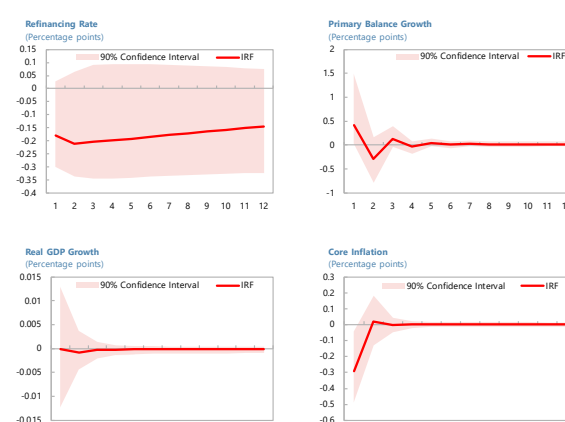 Refinancing Rate
(Percentage points)
90% Confidence Interval IRF
0.15
0.1
0.05
0
-0.05
-0.1
-0.15
-0.2
-0.25
-0.3
-0.35
-0.4
1 2 3 4 5 6 7 8 9 10 11 12
Primary Balance Growth
(Percentage points)
90% Confidence Interval IRF
2
1.5
1
0.5
0
-0.5
-1
1 2 3 4 5 6 7 8 9 10 11 1
Real GDP Growth
(Percentage points)
90% Confidence Interval IRF
0.015
0.01
0.005
0
-0.005
-0.01
-0.015
Core Inflation
(Percentage points)
90% Confidence Interval IRF
0.3
0.2
0.1
0
-0.1
-0.2
-0.3
-0.4
-0.5
-0.6